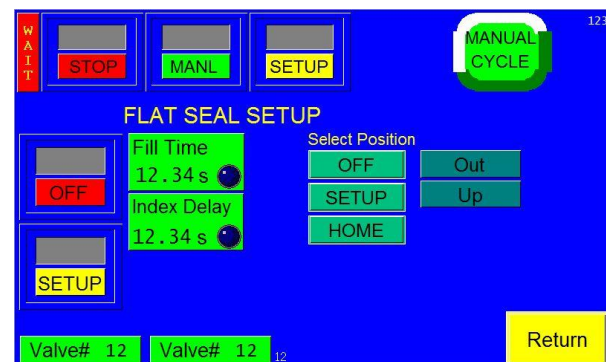 WAIT
STOP
MANL
SETUP
MANUAL
CYCLE
123
FLAT SEAL SETUP
OFF
SETUP
Fill Time
12.34 s
Index Delay
12.34 s
Select Position
OFF
Out
SETUP
Up
HOME
Valve# 12
Valve# 12
12
Return